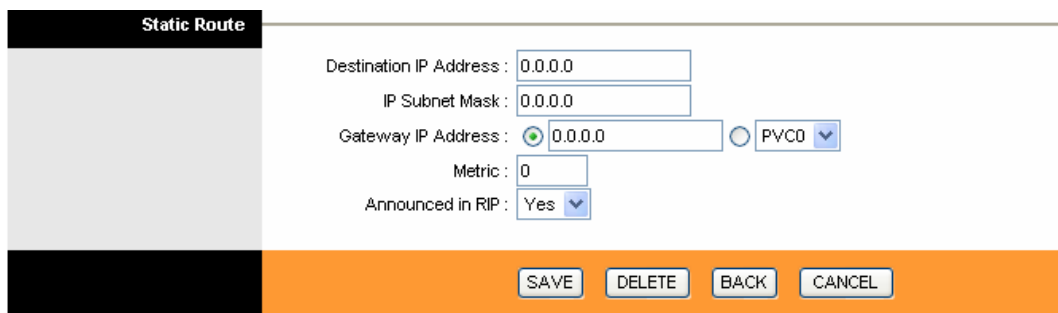 Static Route
Destination IP Address : 0.0.0.0
IP Subnet Mask : 0.0.0.0
Gateway IP Address : 0.0.0.0 PVC0
Metric : 0
Announced in RIP : Yes
SAVE DELETE BACK CANCEL